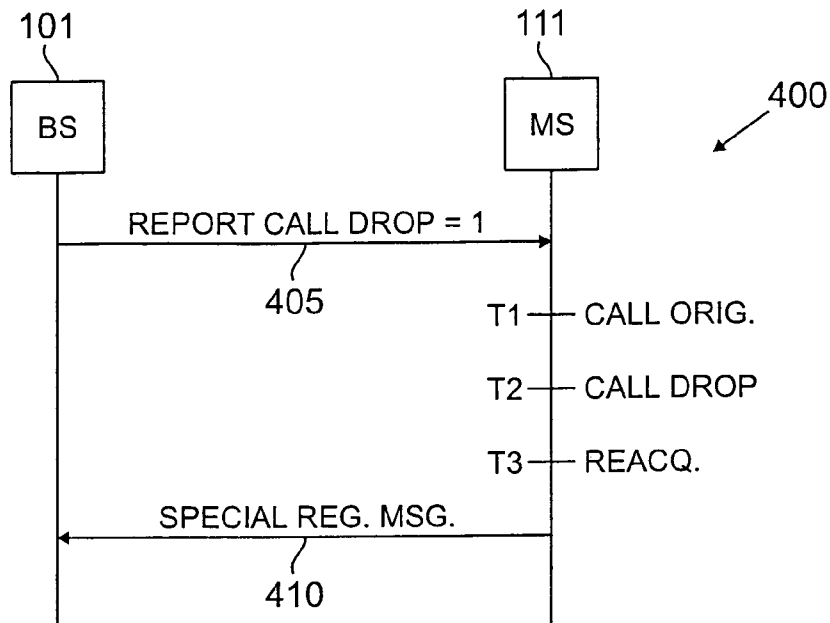 101
111
400
BS
MS
REPORT CALL DROP = 1
405
T1 CALL ORIG.
T2 CALL DROP
T3 REACQ.
SPECIAL REG. MSG.
410